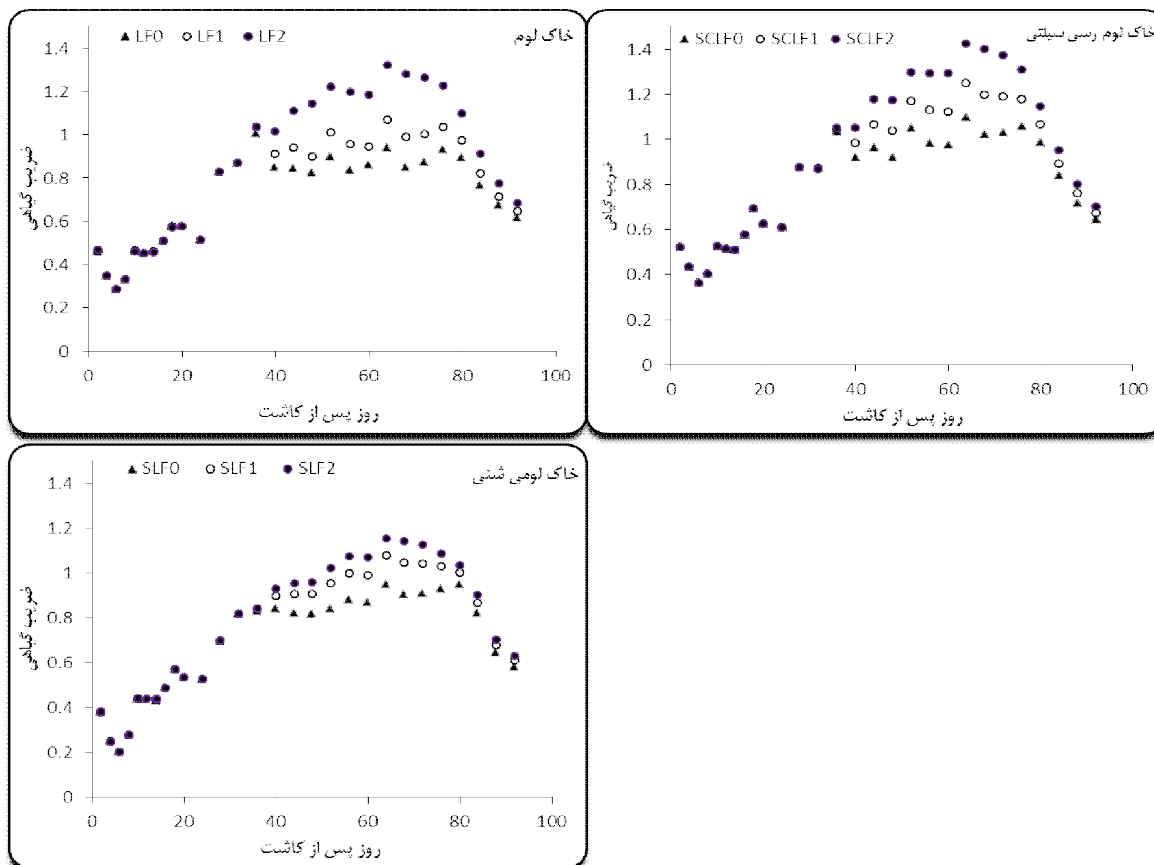 LF0 LF1 LF2
خاک لوم
1.4
1.2
1
0.8
0.6
0.4
0.2
0
ضریب گیاهی
0 20 40 60 80 100
روز پس از کاشت
SCLF0 SCLF1 SCLF2
خاک لوم رسی سیلتی
1.4
1.2
1
0.8
0.6
0.4
0.2
0
ضریب گیاهی
0 20 40 60 80 100
روز پس از کاشت
SLF0 SLF1 SLF2
خاک لومی شنی
1.4
1.2
1
0.8
0.6
0.4
0.2
0
ضریب گیاهی
0 20 40 60 80 100
روز پس از کاشت